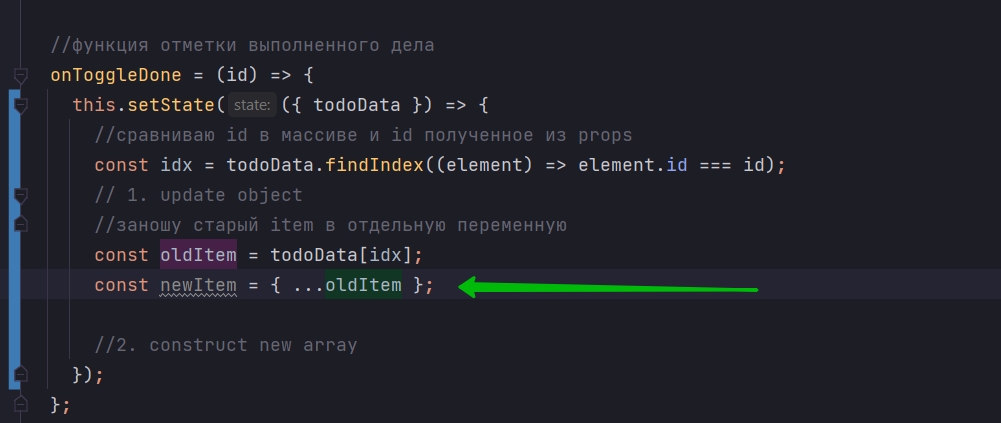 //функция отметки выполненного дела
onToggleDone = (id) => {
this.setState( state: ({ todoData }) => {
//сравниваю id в массиве и id полученное из props
const idx = todoData.findIndex((element) => element.id === id);
// 1. update object
//заношу старый item в отдельную переменную
const oldItem = todoData[idx];
const newItem = { ...oldItem };
//2. construct new array
});
};